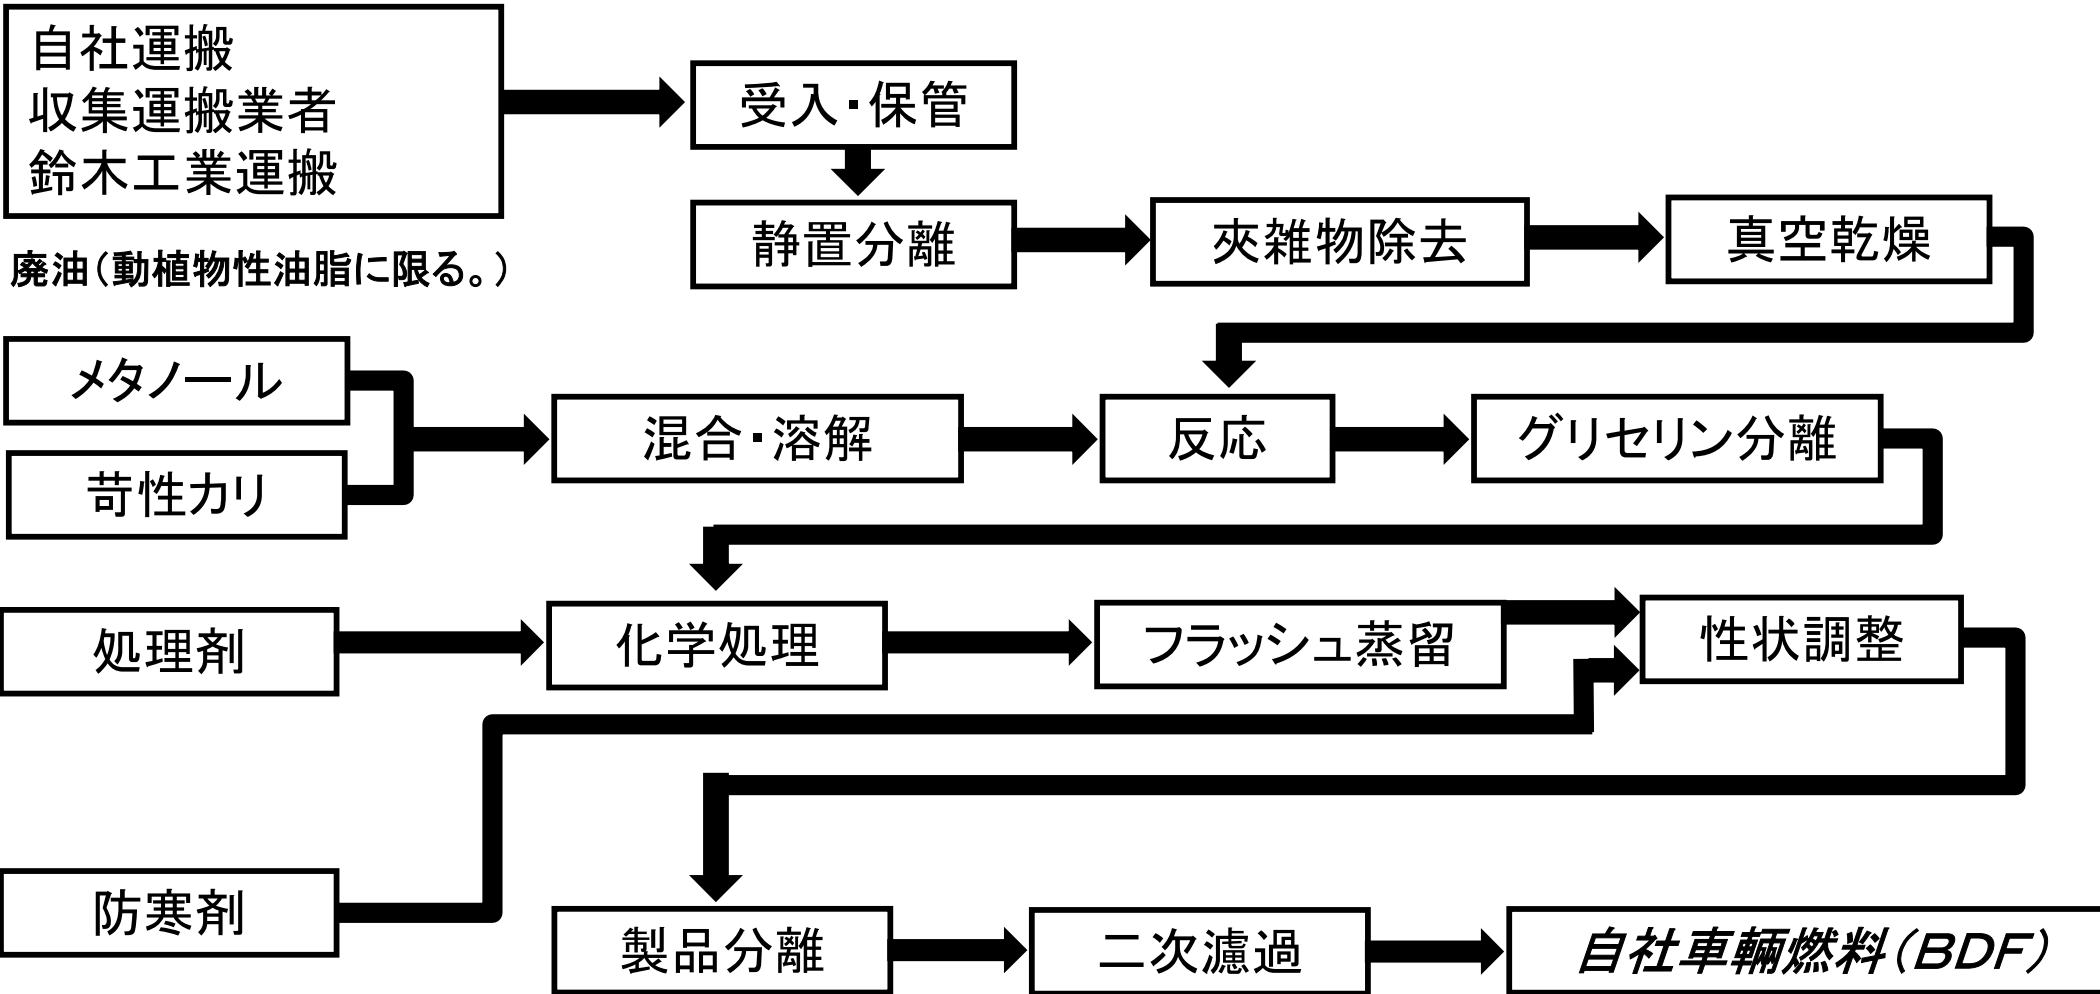 自社運搬
収集運搬業者
鈴木工業運搬
受入・保管
廃油（動植物性油脂に限る。）
静置分離
夾雑物除去
真空乾燥
メタノール
苛性カリ
混合・溶解
反応
グリセリン分離
処理剤
化学処理
フラッシュ蒸留
性状調整
防寒剤
製品分離
二次濾過
自社車輌燃料（BDF）